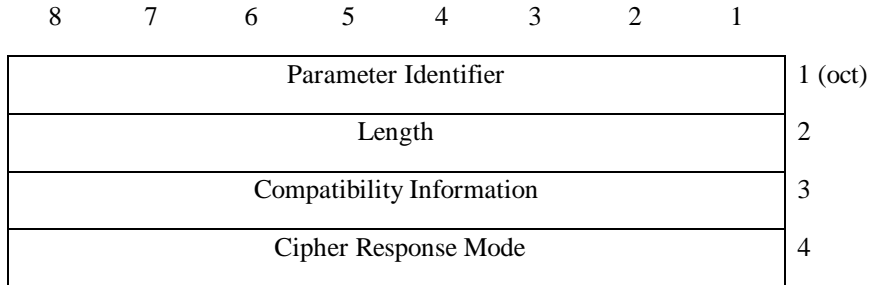 8 7 6 5 4 3 2 1
Parameter Identifier 1 (oct)
Length 2
Compatibility Information 3
Cipher Response Mode 4